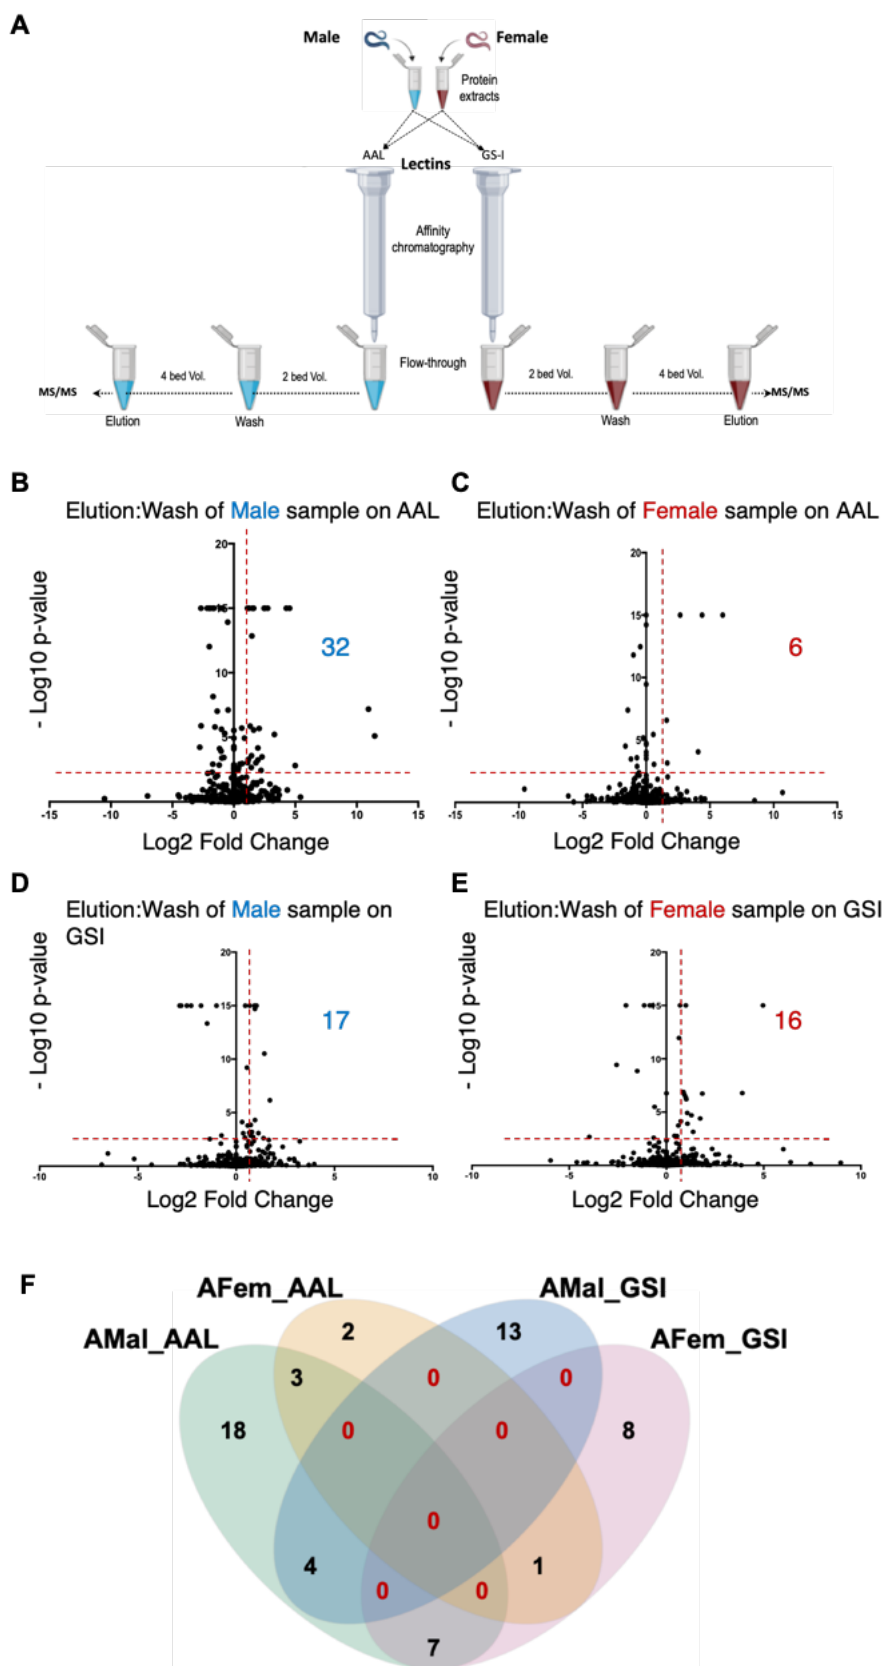 A
Male
Female
Protein
extracts
AAL
Lectins
GS-I
Affinity
chromatography
Flow-through
4 bed Vol.
2 bed Vol.
2 bed Vol.
4 bed Vol.
MS/MS
MS/MS
Elution
Wash
Wash
Elution
B
Elution:Wash of Male sample on AAL
- Log10 p-value
20
15
10
5
32
-15
-10
-5
0
5
10
15
Log2 Fold Change
C
Elution:Wash of Female sample on AAL
- Log10 p-value
20
15
10
5
6
-15
-10
-5
0
5
10
15
Log2 Fold Change
D
Elution:Wash of Male sample on
GSI
- Log10 p-value
20
15
10
5
17
-10
-5
0
5
10
Log2 Fold Change
E
Elution:Wash of Female sample on GSI
- Log10 p-value
20
15
10
5
16
-10
-5
0
5
10
Log2 Fold Change
F
AFem_AAL
AMal_GSI
AMal_AAL
AFem_GSI
2
13
3
0
0
18
0
0
8
0
4
1
0
0
7